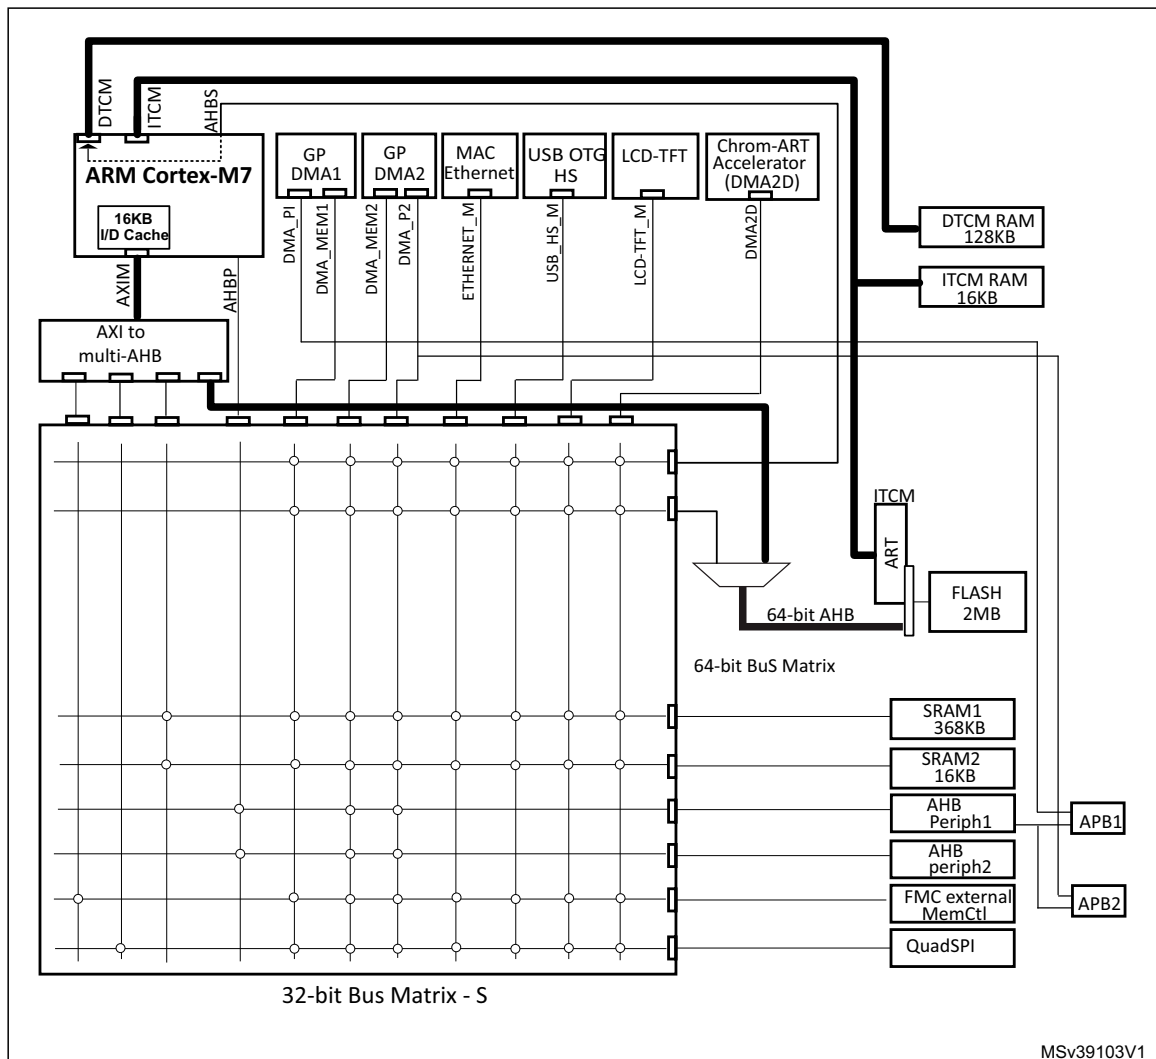 DTCM
ITCM
AHBS
ARM Cortex-M7
16KB
I/D Cache
AXIM
AHBP
GP
DMA1
GP
DMA2
MAC
Ethernet
USB OTG
HS
LCD-TFT
Chrom-ART
Accelerator
(DMA2D)
DMA_PI
DMA_MEM1
DMA_MEM2
DMA_P2
ETHERNET_M
USB_HS_M
LCD-TFT_M
DMA2D
DTCM RAM
128KB
ITCM RAM
16KB
AXI to
multi-AHB
ITCM
ART
FLASH
2MB
64-bit AHB
64-bit BuS Matrix
SRAM1
368KB
SRAM2
16KB
AHB
Periph1
APB1
AHB
periph2
FMC external
MemCtl
APB2
QuadSPI
32-bit Bus Matrix - S
MSv39103V1